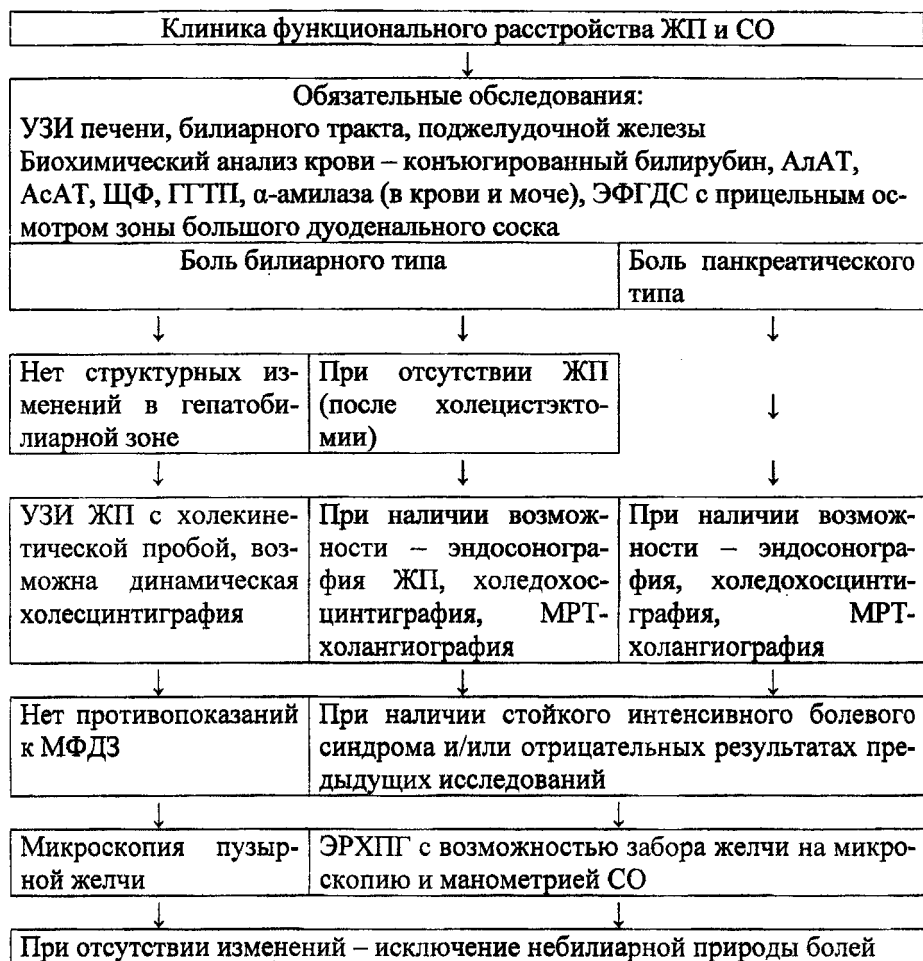 Клиника функционального расстройства ЖП и СО
↓
Обязательные обследования:
УЗИ печени, билиарного тракта, поджелудочной железы
Биохимический анализ крови – конъюгированный билирубин, АлАТ,
АсАТ, ЩФ, ГГТП, α-амилаза (в крови и моче), ЭФГДС с прицельным ос-
мотром зоны большого дуоденального соска
Боль билиарного типа
Боль панкреатического
типа
↓ ↓ ↓
Нет структурных из-
менений в гепатоби-
лиарной зоне
При отсутствии ЖП
(после холецистэкто-
мии)
↓
↓ ↓ ↓
УЗИ ЖП с холекине-
тической пробой, воз-
можна динамическая
холесцинтиграфия
При наличии возмож-
ности – эндосоногра-
фия ЖП, холедохос-
цинтиграфия, МРТ-
холангиография
При наличии возмож-
ности – эндосоногра-
фия, холедохосцинти-
графия, МРТ-
холангиография
↓ ↓ ↓
Нет противопоказаний
к МФДЗ
При наличии стойкого интенсивного болевого
синдрома и/или отрицательных результатах пре-
дыдущих исследований
↓ ↓
Микроскопия пузыр-
ной желчи
ЭРХПГ с возможностью забора желчи на микро-
скопию и манометрией СО
↓ ↓
При отсутствии изменений – исключение небилиарной природы болей